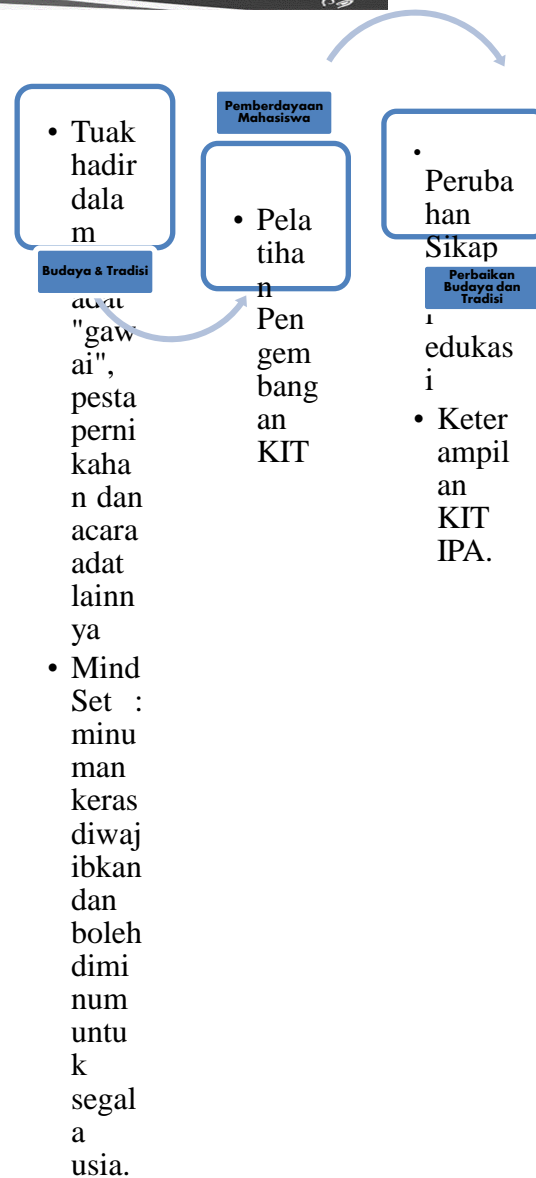 • Tuak
hadir
dala
m
Budaya & Tradisi
adat
"gaw
ai",
pesta
perni
kaha
n dan
acara
adat
lainn
ya
• Mind
Set :
minu
man
keras
diwaj
ibkan
dan
boleh
dimi
num
untu
k
segal
a
usia.
Pemberdayaan
Mahasiswa
• Pela
tiha
n
Pen
gem
bang
an
KIT
•
Peruba
han
Sikap
Perbaikan
Budaya dan
Tradisi
edukas
i
• Keter
ampil
an
KIT
IPA.